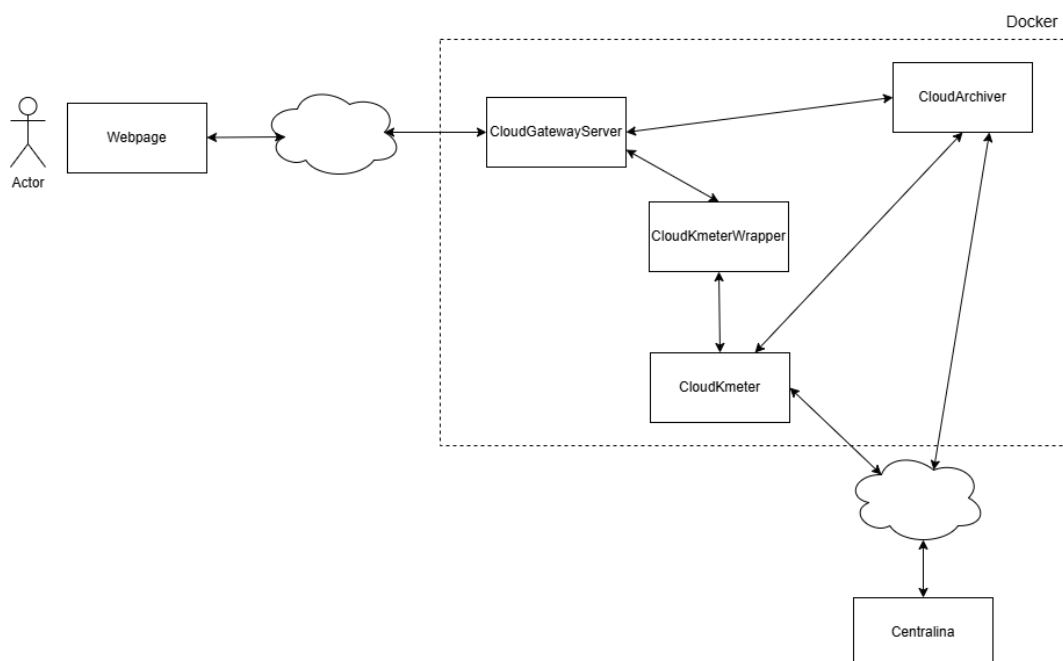 Docker
CloudArchiver
Webpage
CloudGatewayServer
Actor
CloudKmeterWrapper
CloudKmeter
Centralina